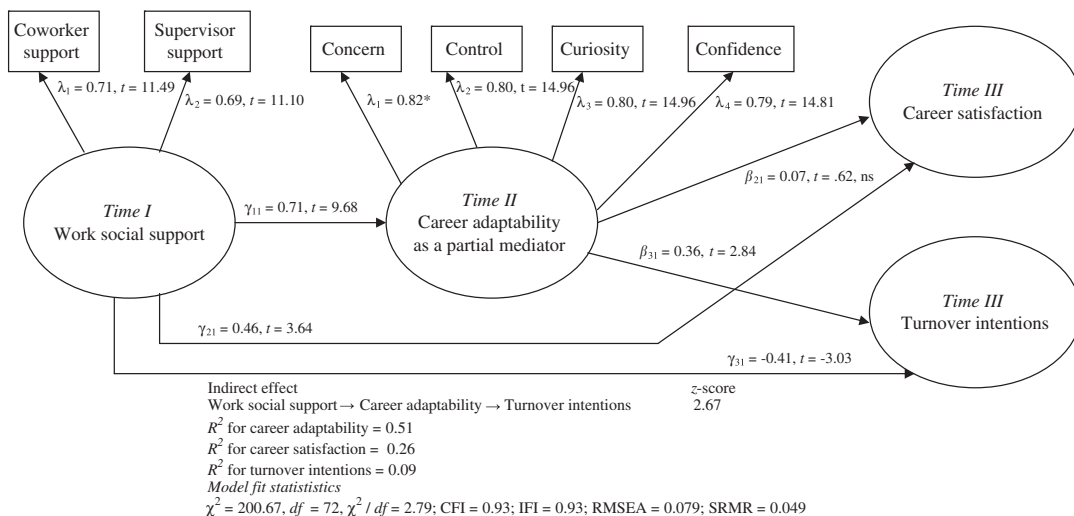 Coworker
support
Supervisor
support
Concern
Control
Curiosity
Confidence
λ₁ = 0.71, t = 11.49
λ₂ = 0.69, t = 11.10
λ₁ = 0.82*
λ₂ = 0.80, t = 14.96
λ₃ = 0.80, t = 14.96
λ₄ = 0.79, t = 14.81
Time III
Career satisfaction
Time I
Work social support
γ₁₁ = 0.71, t = 9.68
Time II
Career adaptability
as a partial mediator
β₂₁ = 0.07, t = .62, ns
β₃₁ = 0.36, t = 2.84
Time III
Turnover intentions
γ₂₁ = 0.46, t = 3.64
γ₃₁ = -0.41, t = -3.03
Indirect effect z-score
Work social support → Career adaptability → Turnover intentions 2.67
R² for career adaptability = 0.51
R² for career satisfaction = 0.26
R² for turnover intentions = 0.09
Model fit statististics
χ² = 200.67, df = 72, χ² / df = 2.79; CFI = 0.93; IFI = 0.93; RMSEA = 0.079; SRMR = 0.049